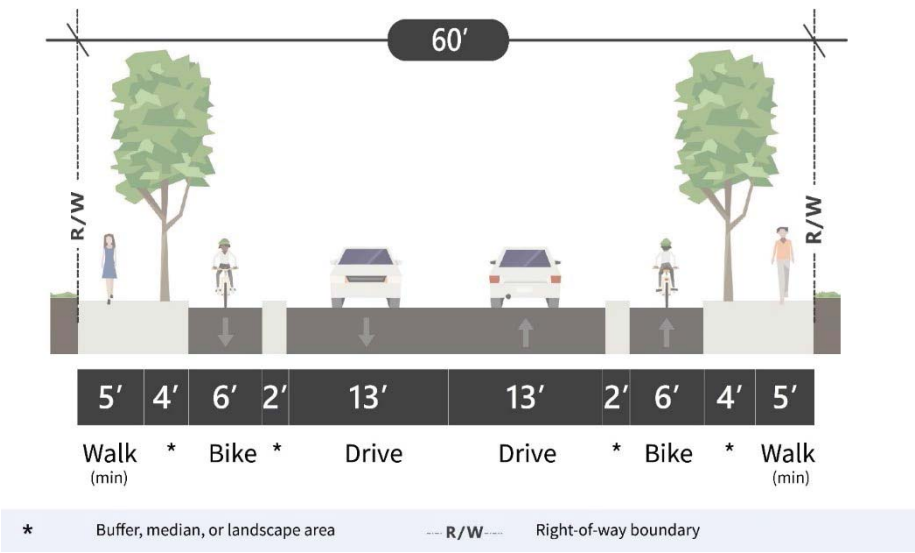 60′
R/W
R/W
5′ 4′ 6′ 2′ 13′ 13′ 2′ 6′ 4′ 5′
Walk * Bike * Drive Drive * Bike * Walk
(min) (min)
* Buffer, median, or landscape area R/W Right-of-way boundary